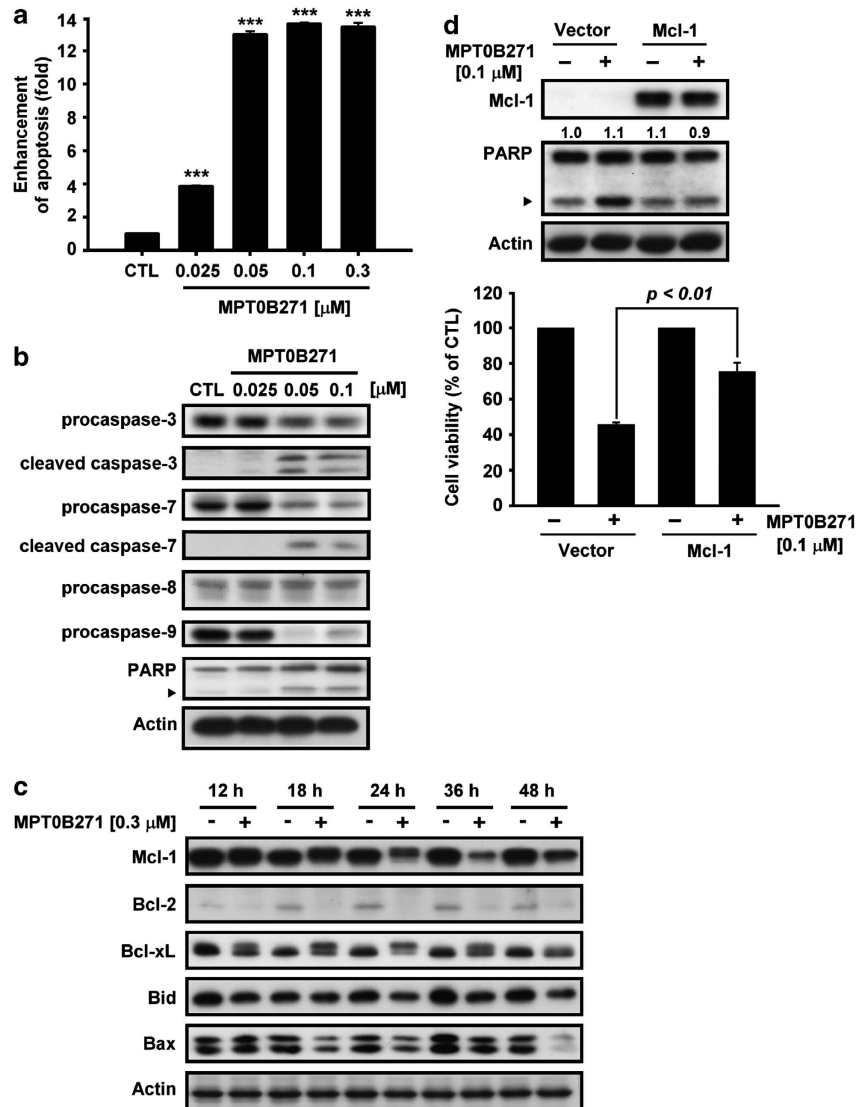 a
Enhancement
of apoptosis (fold)
14
12
10
8
6
4
2
0
***
***
***
***
CTL 0.025 0.05 0.1 0.3
MPT0B271 [μM]
b
MPT0B271
CTL 0.025 0.05 0.1 [μM]
procaspase-3
cleaved caspase-3
procaspase-7
cleaved caspase-7
procaspase-8
procaspase-9
PARP
Actin
c
12 h 18 h 24 h 36 h 48 h
MPT0B271 [0.3 μM] - + - + - + - + - +
Mcl-1
Bcl-2
Bcl-xL
Bid
Bax
Actin
d
Vector Mcl-1
MPT0B271 − + − +
[0.1 μM]
Mcl-1
1.0 1.1 1.1 0.9
PARP
Actin
Cell viability (% of CTL)
120
100
80
60
40
20
0
p < 0.01
− + − + MPT0B271
Vector Mcl-1 [0.1 μM]